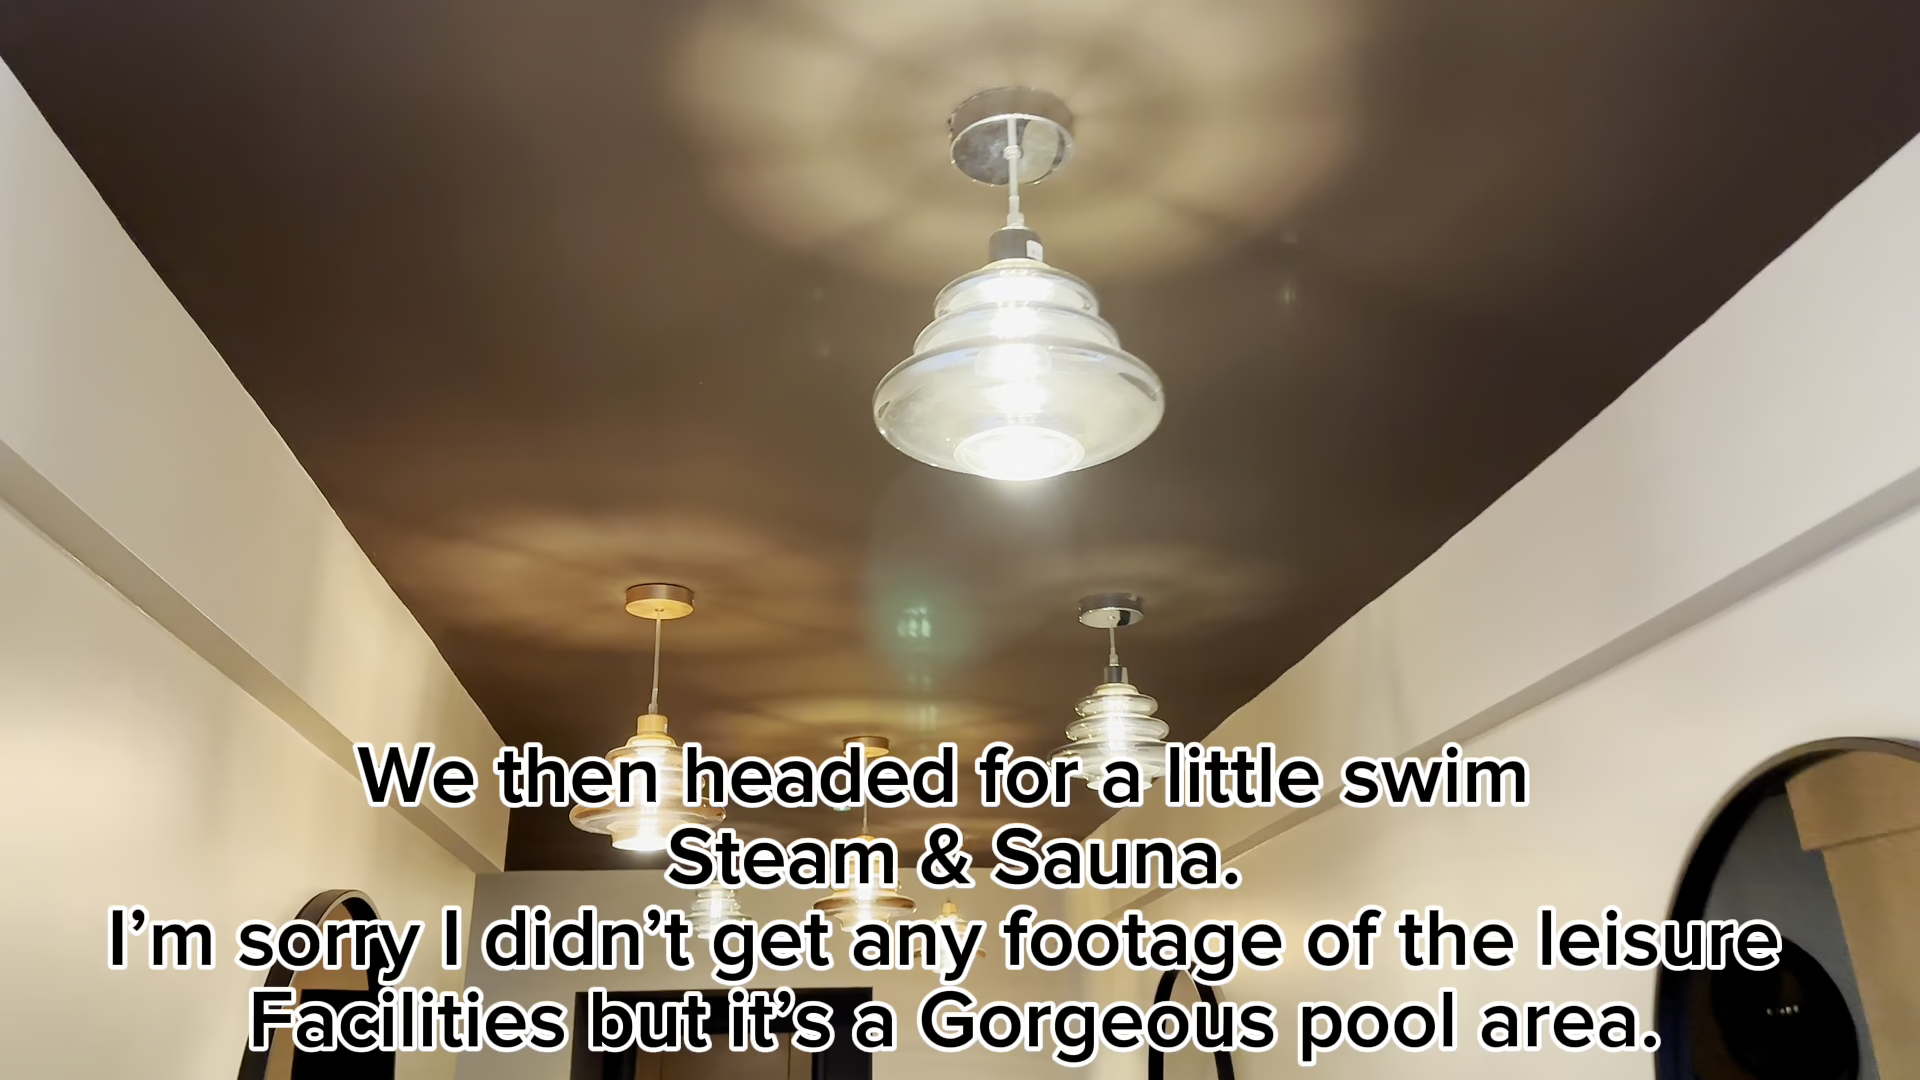 We then headed for a little swim
Steam & Sauna.
I’m sorry I didn’t get any footage of the leisure
Facilities but it’s a Gorgeous pool area.